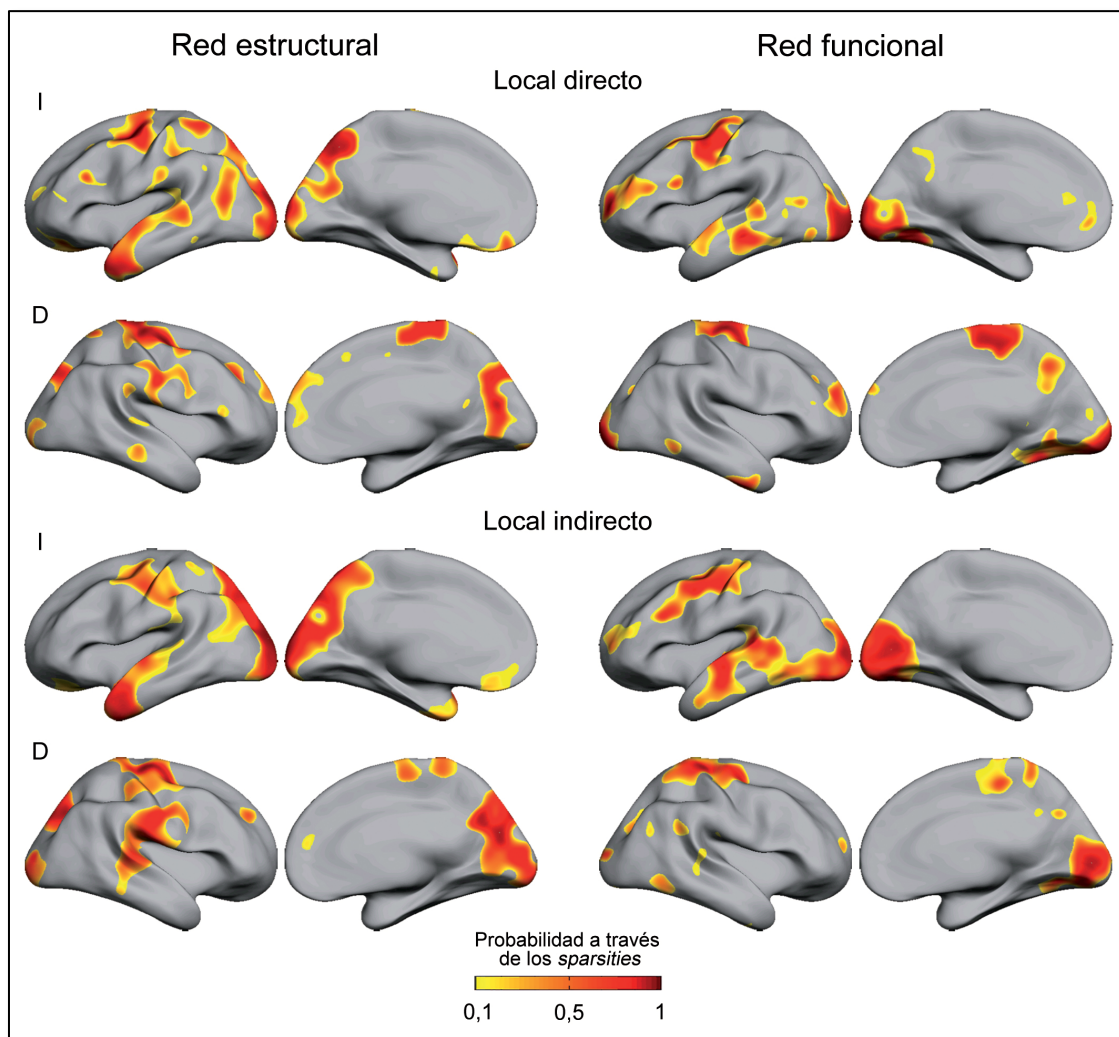 Red estructural
Red funcional
Local directo
I
D
Local indirecto
I
D
Probabilidad a través
de los sparsities
0,1
0,5
1